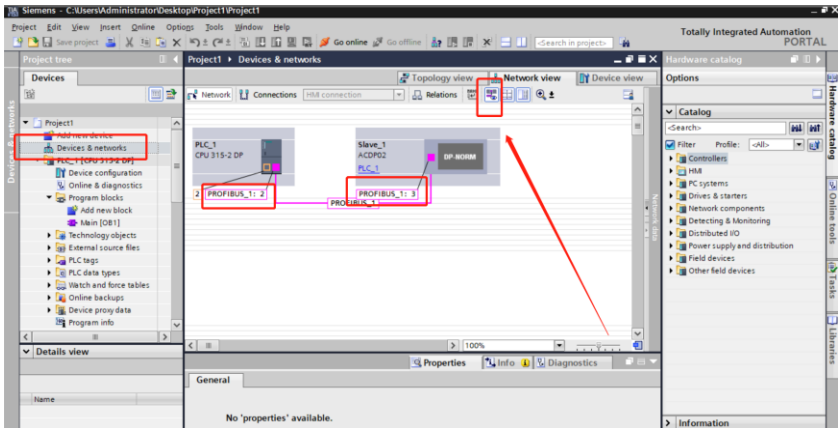 Siemens - C:\Users\Administrator\Desktop\Project1\Project1
Project Edit View Insert Online Options Tools Window Help
Totally Integrated Automation
PORTAL
Save project
Go online
Go offline
<Search in project>
Project tree
Project1 ▸ Devices & networks
Hardware catalog
Devices
Topology view
Network view
Device view
Options
Network
Connections
HMI connection
Relations
Project1
Add new device
Devices & networks
PLC_1 [CPU 315-2 DP]
Device configuration
Online & diagnostics
Program blocks
Add new block
Main [OB1]
Technology objects
External source files
PLC tags
PLC data types
Watch and force tables
Online backups
Device proxy data
Program info
Details view
Name
PLC_1
CPU 315-2 DP
Slave_1
ACDP02
PLC_1
DP-NORM
2
PROFIBUS_1: 2
PROFIBUS_1: 3
PROFIBUS_1
100%
Properties
Info
Diagnostics
General
No 'properties' available.
Catalog
<Search>
Filter
Profile:
<All>
Controllers
HMI
PC systems
Drives & starters
Network components
Detecting & Monitoring
Distributed I/O
Power supply and distribution
Field devices
Other field devices
Information
Devices & networks
Network data
Hardware catalog
Online tools
Tasks
Libraries